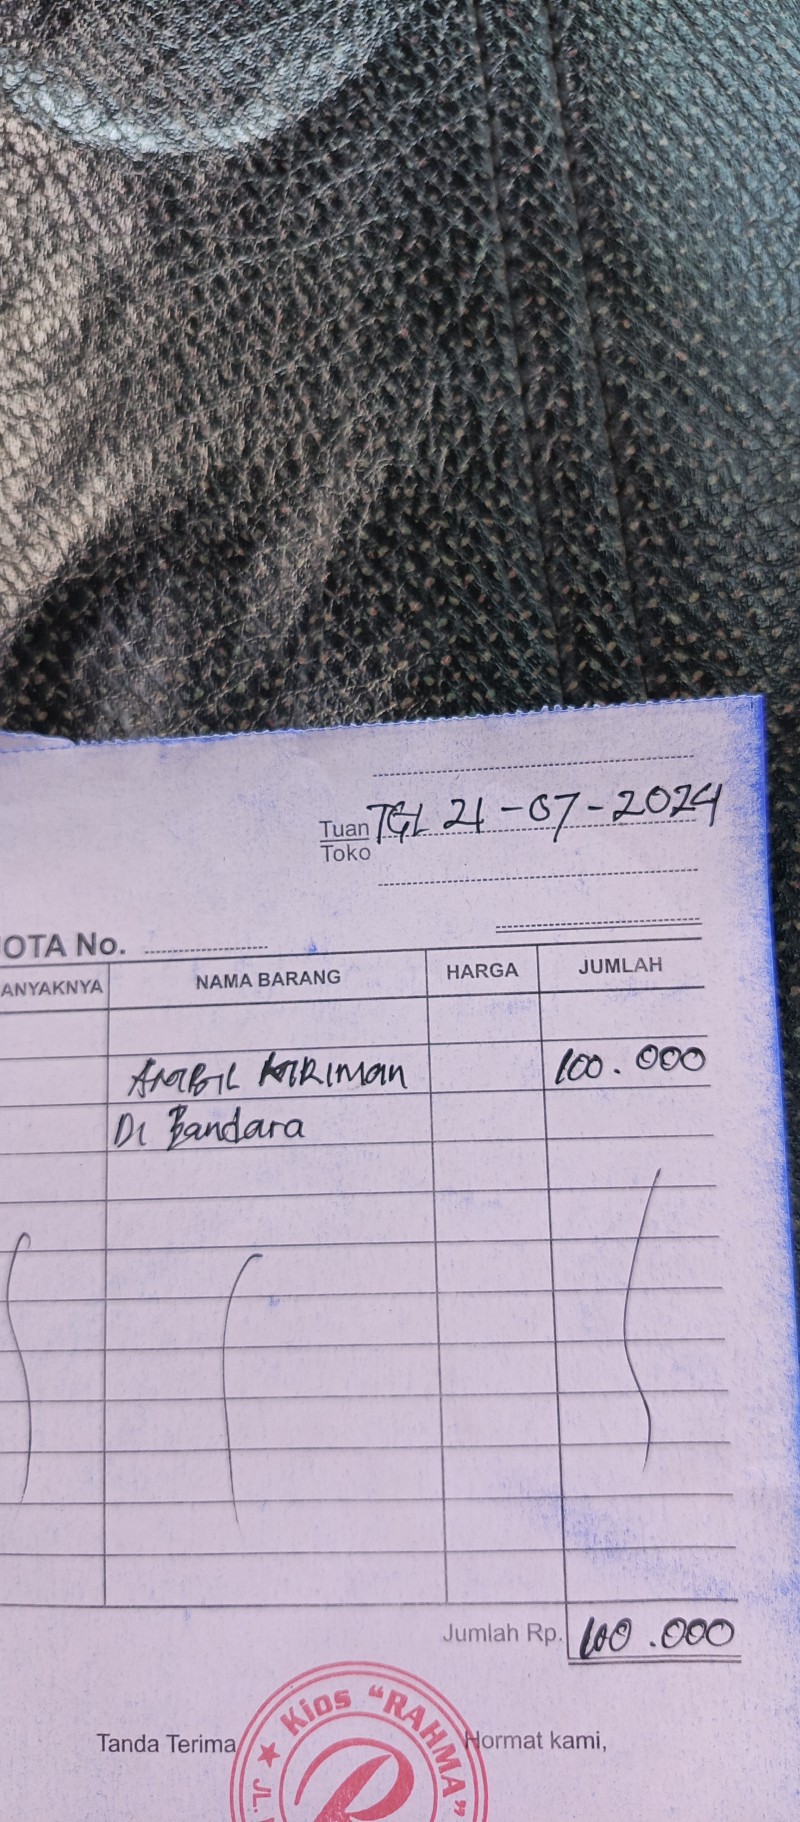 Tuan TGL 21-07-2024
Toko
OTA No.
ANYAKNYA NAMA BARANG HARGA JUMLAH
AMBIL KIRIMan 100.000
Di Bandara
Jumlah Rp. 100.000
Tanda Terima Hormat kami,
Kios "RAHMA"
JL.